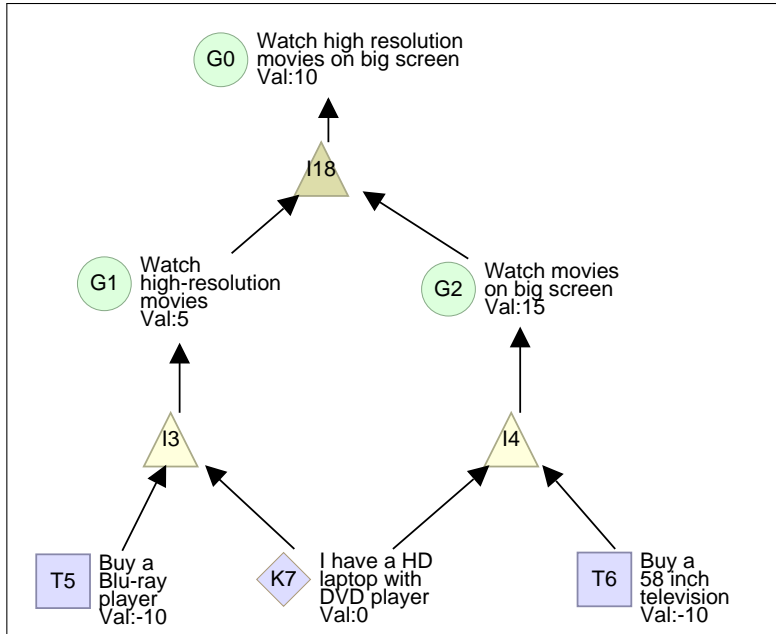 G0
Watch high resolution
movies on big screen
Val:10
I18
G1
Watch
high-resolution
movies
Val:5
G2
Watch movies
on big screen
Val:15
I3
I4
T5
Buy a
Blu-ray
player
Val:-10
K7
I have a HD
laptop with
DVD player
Val:0
T6
Buy a
58 inch
television
Val:-10